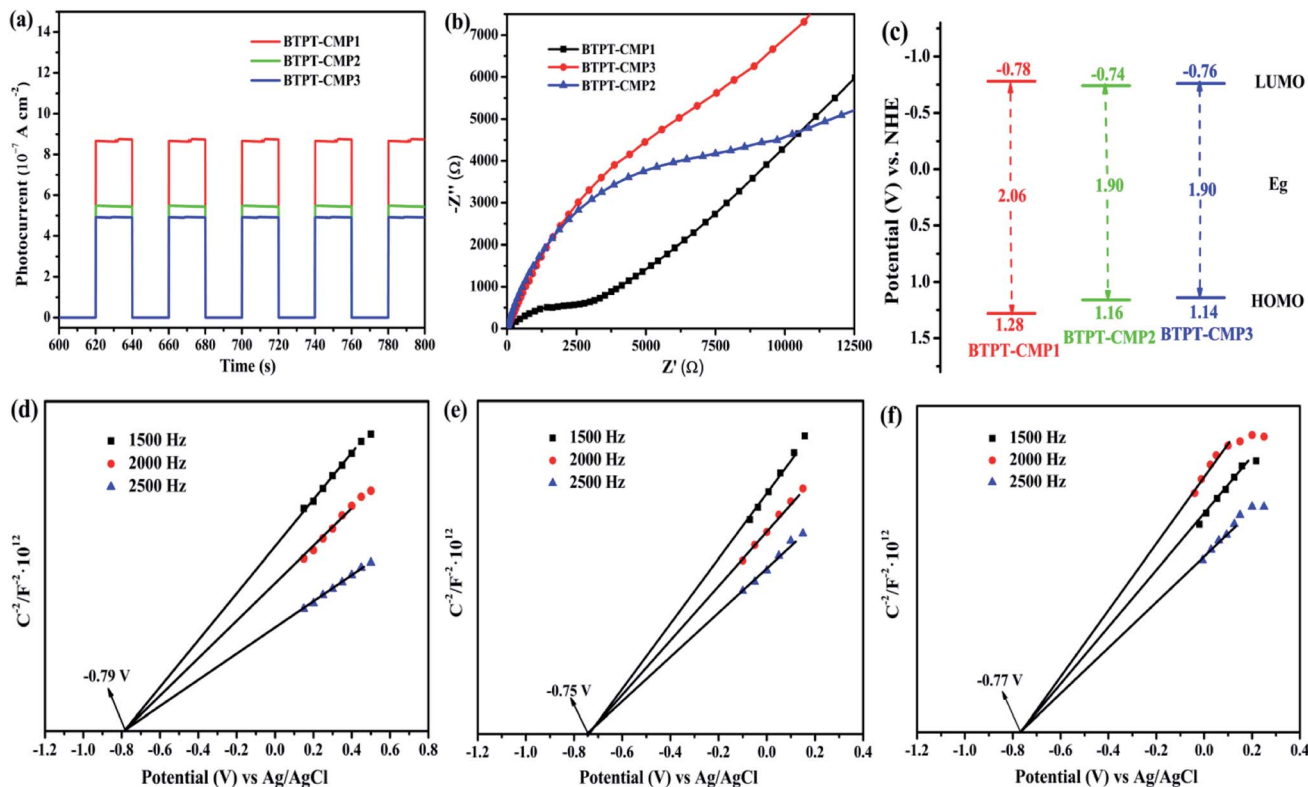 (a)
BTPT-CMP1
BTPT-CMP2
BTPT-CMP3
Photocurrent (10⁻⁷ A cm⁻²)
14
12
10
8
6
4
2
0
600 620 640 660 680 700 720 740 760 780 800
Time (s)
(b)
BTPT-CMP1
BTPT-CMP3
BTPT-CMP2
-Z'' (Ω)
7000
6000
5000
4000
3000
2000
1000
0
0 2500 5000 7500 10000 12500
Z' (Ω)
(c)
Potential (V) vs. NHE
-1.0
-0.5
0.0
0.5
1.0
1.5
-0.78 -0.74 -0.76 LUMO
2.06 1.90 1.90 Eg
1.28 1.16 1.14 HOMO
BTPT-CMP1 BTPT-CMP2 BTPT-CMP3
(d)
1500 Hz
2000 Hz
2500 Hz
C⁻²/F⁻²·10¹²
-0.79 V
-1.2 -1.0 -0.8 -0.6 -0.4 -0.2 0.0 0.2 0.4 0.6 0.8
Potential (V) vs Ag/AgCl
(e)
1500 Hz
2000 Hz
2500 Hz
C⁻²/F⁻²·10¹²
-0.75 V
-1.2 -1.0 -0.8 -0.6 -0.4 -0.2 0.0 0.2 0.4
Potential (V) vs Ag/AgCl
(f)
1500 Hz
2000 Hz
2500 Hz
C⁻²/F⁻²·10¹²
-0.77 V
-1.2 -1.0 -0.8 -0.6 -0.4 -0.2 0.0 0.2 0.4
Potential (V) vs Ag/AgCl